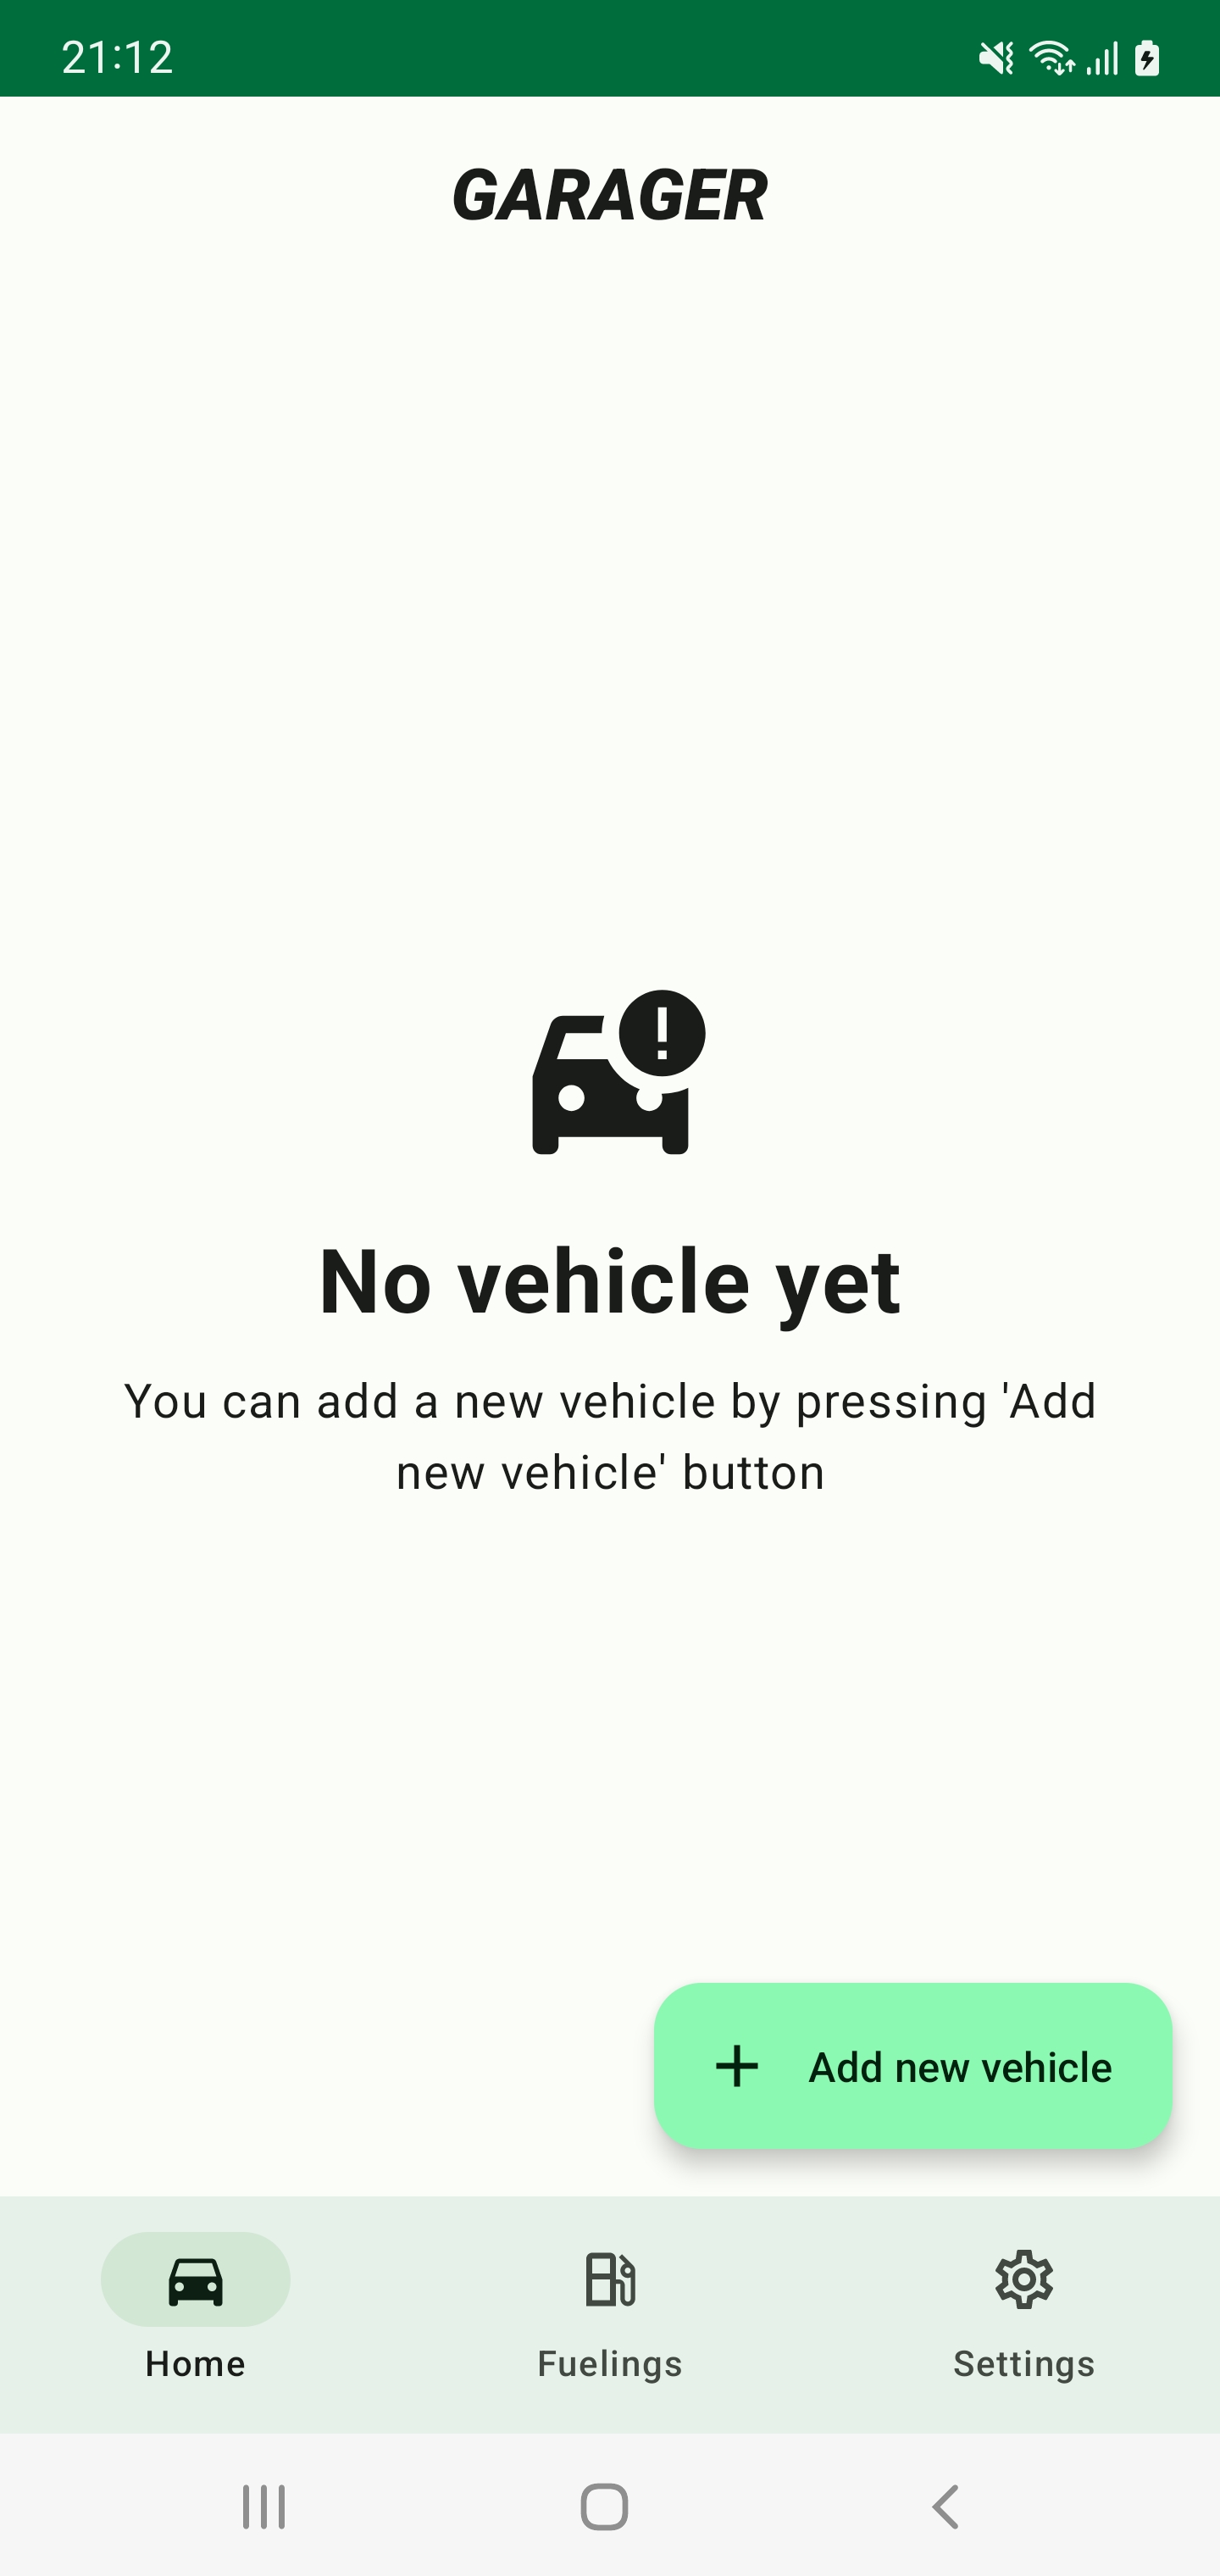 21:12
GARAGER
No vehicle yet
You can add a new vehicle by pressing 'Add
new vehicle' button
Add new vehicle
Home
Fuelings
Settings